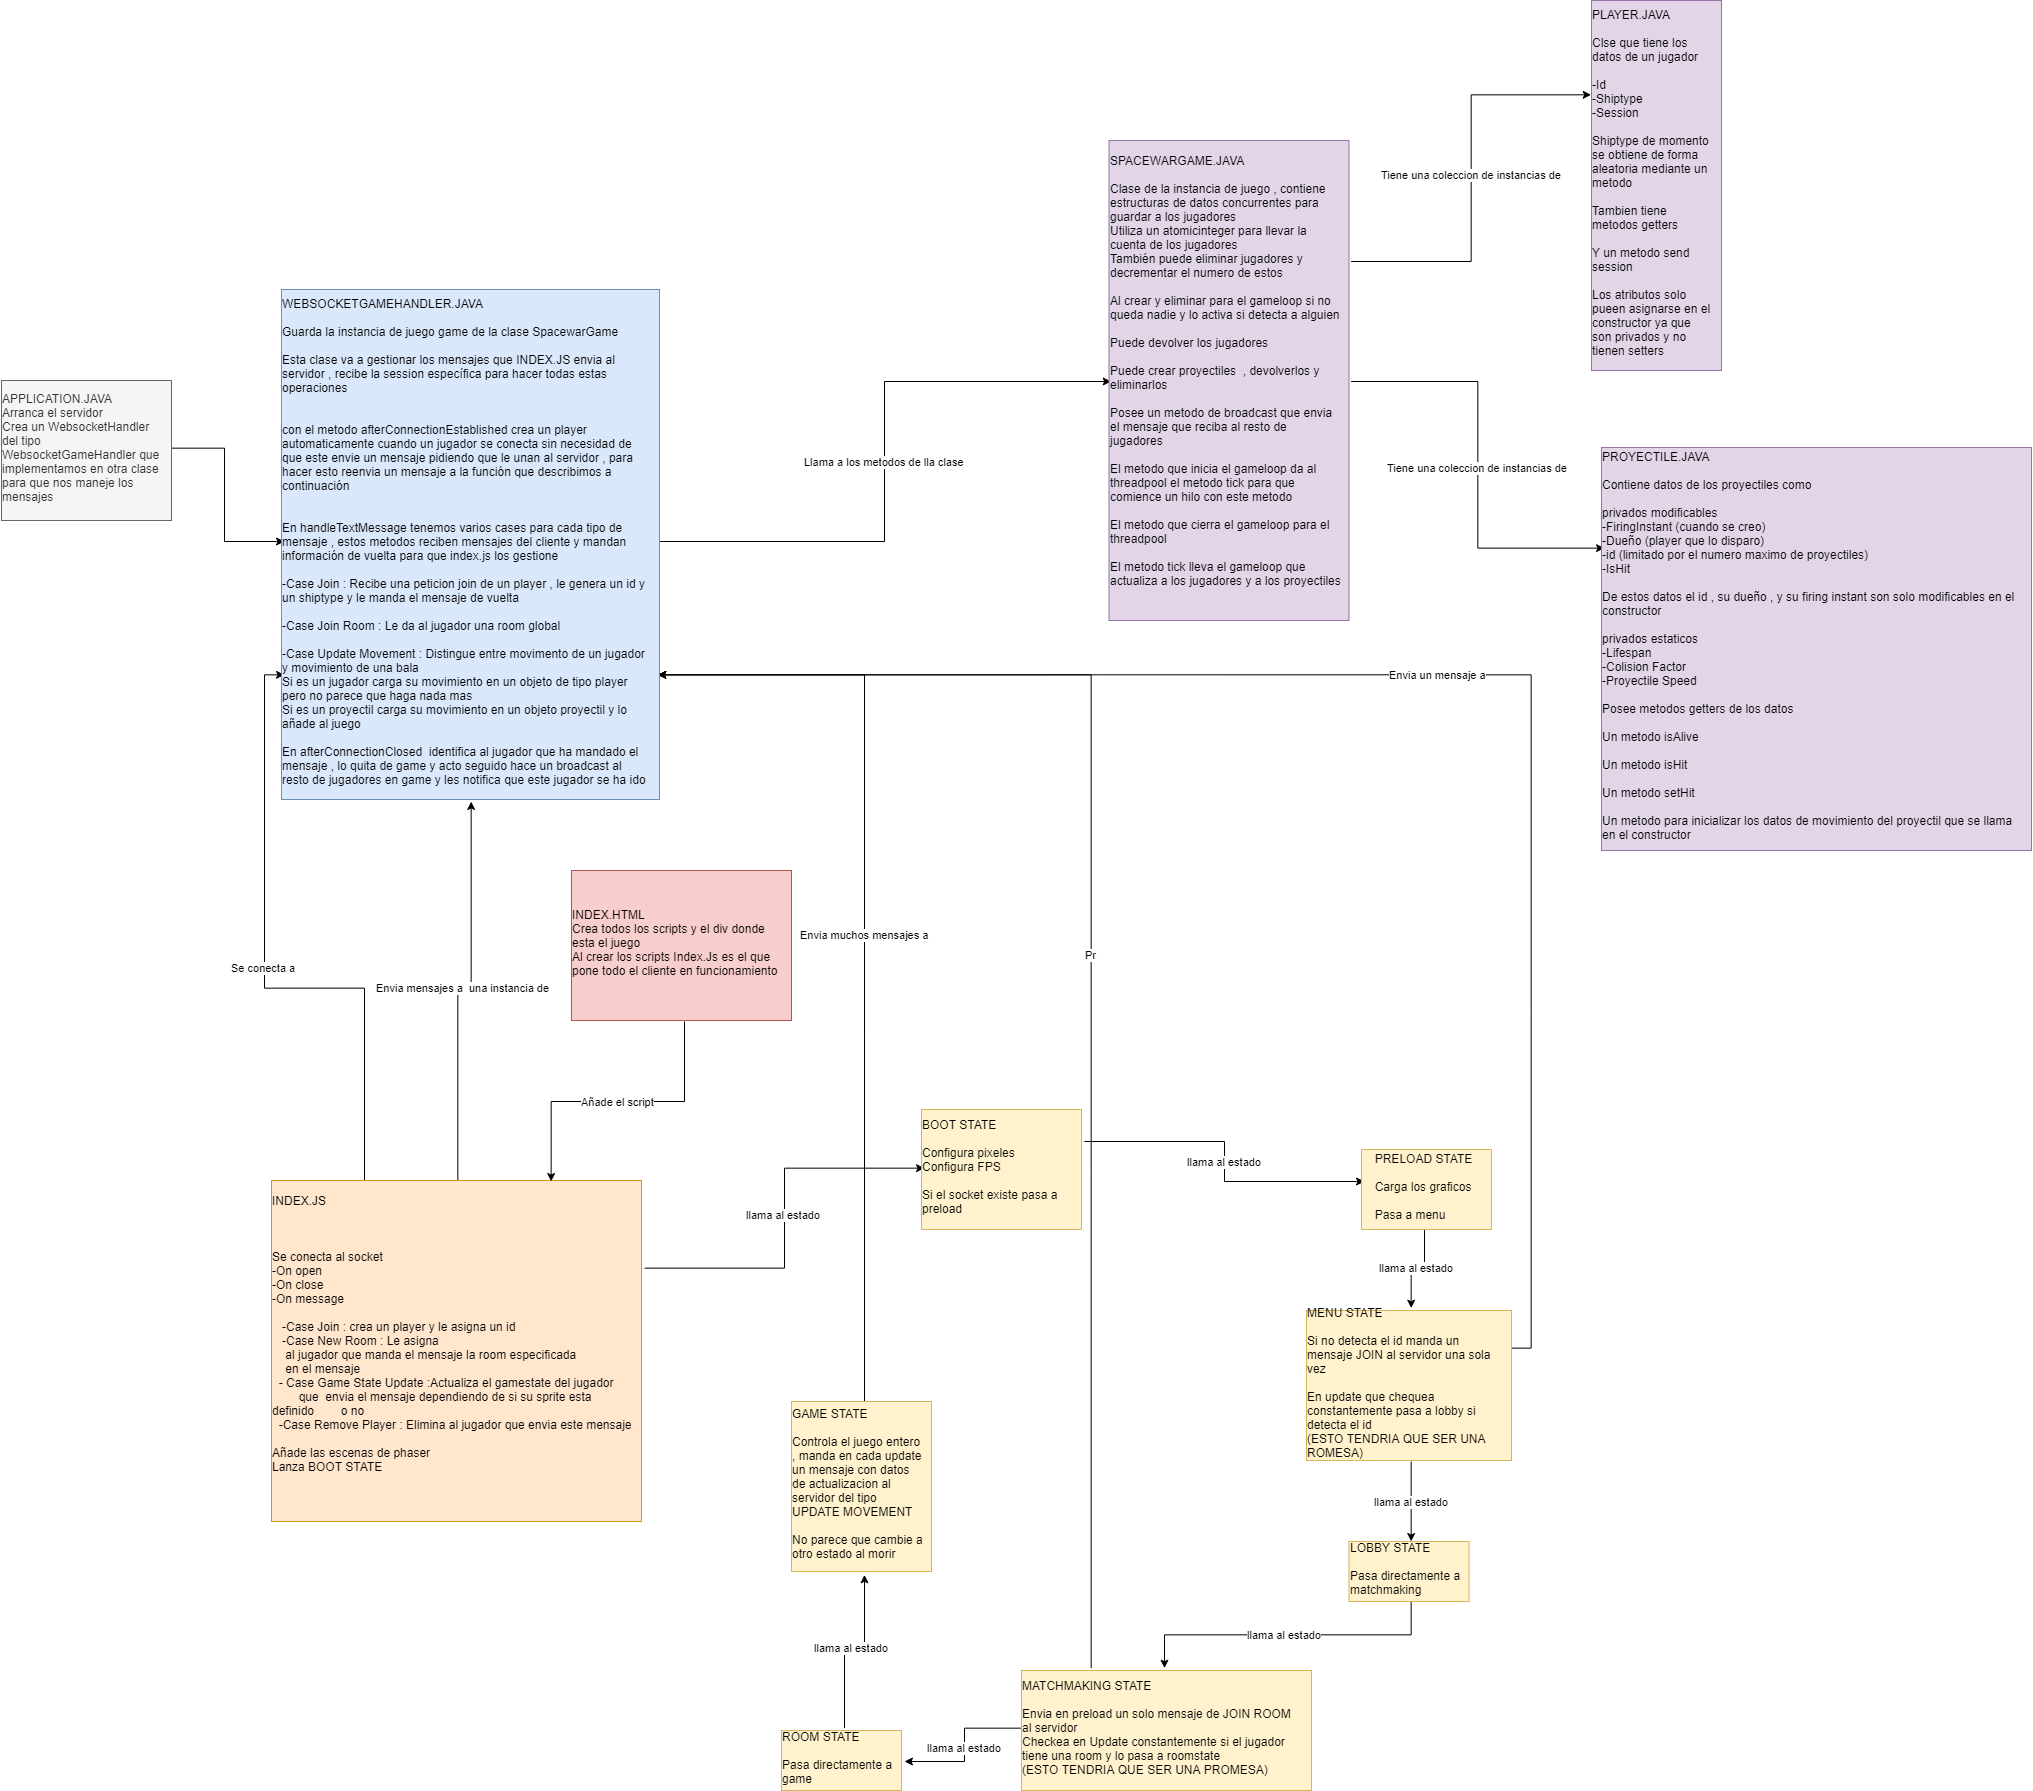 PLAYER.JAVA
Clse que tiene los
datos de un jugador
-Id
-Shiptype
-Session
Shiptype de momento
se obtiene de forma
aleatoria mediante un
metodo
Tambien tiene
metodos getters
Y un metodo send
session
Los atributos solo
pueen asignarse en el
constructor ya que
son privados y no
tienen setters
SPACEWARGAME.JAVA
Clase de la instancia de juego , contiene
estructuras de datos concurrentes para
guardar a los jugadores
Utiliza un atomicinteger para llevar la
cuenta de los jugadores
También puede eliminar jugadores y
decrementar el numero de estos
Al crear y eliminar para el gameloop si no
queda nadie y lo activa si detecta a alguien
Puede devolver los jugadores
Puede crear proyectiles , devolverlos y
eliminarlos
Posee un metodo de broadcast que envia
el mensaje que reciba al resto de
jugadores
El metodo que inicia el gameloop da al
threadpool el metodo tick para que
comience un hilo con este metodo
El metodo que cierra el gameloop para el
threadpool
El metodo tick lleva el gameloop que
actualiza a los jugadores y a los proyectiles
Tiene una coleccion de instancias de
Tiene una coleccion de instancias de
PROYECTILE.JAVA
Contiene datos de los proyectiles como
privados modificables
-FiringInstant (cuando se creo)
-Dueño (player que lo disparo)
-id (limitado por el numero maximo de proyectiles)
-IsHit
De estos datos el id , su dueño , y su firing instant son solo modificables en el
constructor
privados estaticos
-Lifespan
-Colision Factor
-Proyectile Speed
Posee metodos getters de los datos
Un metodo isAlive
Un metodo isHit
Un metodo setHit
Un metodo para inicializar los datos de movimiento del proyectil que se llama
en el constructor
WEBSOCKETGAMEHANDLER.JAVA
Guarda la instancia de juego game de la clase SpacewarGame
Esta clase va a gestionar los mensajes que INDEX.JS envia al
servidor , recibe la session específica para hacer todas estas
operaciones
con el metodo afterConnectionEstablished crea un player
automaticamente cuando un jugador se conecta sin necesidad de
que este envie un mensaje pidiendo que le unan al servidor , para
hacer esto reenvia un mensaje a la función que describimos a
continuación
En handleTextMessage tenemos varios cases para cada tipo de
mensaje , estos metodos reciben mensajes del cliente y mandan
información de vuelta para que index.js los gestione
-Case Join : Recibe una peticion join de un player , le genera un id y
un shiptype y le manda el mensaje de vuelta
-Case Join Room : Le da al jugador una room global
-Case Update Movement : Distingue entre movimento de un jugador
y movimiento de una bala
Si es un jugador carga su movimiento en un objeto de tipo player
pero no parece que haga nada mas
Si es un proyectil carga su movimiento en un objeto proyectil y lo
añade al juego
En afterConnectionClosed identifica al jugador que ha mandado el
mensaje , lo quita de game y acto seguido hace un broadcast al
resto de jugadores en game y les notifica que este jugador se ha ido
APPLICATION.JAVA
Arranca el servidor
Crea un WebsocketHandler
del tipo
WebsocketGameHandler que
implementamos en otra clase
para que nos maneje los
mensajes
Llama a los metodos de lla clase
Envia un mensaje a
INDEX.HTML
Crea todos los scripts y el div donde
esta el juego
Al crear los scripts Index.Js es el que
pone todo el cliente en funcionamiento
Envia muchos mensajes a
Pr
Se conecta a
Envia mensajes a una instancia de
Añade el script
INDEX.JS
Se conecta al socket
-On open
-On close
-On message
-Case Join : crea un player y le asigna un id
-Case New Room : Le asigna
al jugador que manda el mensaje la room especificada
en el mensaje
- Case Game State Update :Actualiza el gamestate del jugador
que envia el mensaje dependiendo de si su sprite esta
definido o no
-Case Remove Player : Elimina al jugador que envia este mensaje
Añade las escenas de phaser
Lanza BOOT STATE
llama al estado
BOOT STATE
Configura pixeles
Configura FPS
Si el socket existe pasa a
preload
llama al estado
PRELOAD STATE
Carga los graficos
Pasa a menu
llama al estado
MENU STATE
Si no detecta el id manda un
mensaje JOIN al servidor una sola
vez
En update que chequea
constantemente pasa a lobby si
detecta el id
(ESTO TENDRIA QUE SER UNA
ROMESA)
llama al estado
LOBBY STATE
Pasa directamente a
matchmaking
llama al estado
MATCHMAKING STATE
Envia en preload un solo mensaje de JOIN ROOM
al servidor
Checkea en Update constantemente si el jugador
tiene una room y lo pasa a roomstate
(ESTO TENDRIA QUE SER UNA PROMESA)
llama al estado
ROOM STATE
Pasa directamente a
game
llama al estado
GAME STATE
Controla el juego entero
, manda en cada update
un mensaje con datos
de actualizacion al
servidor del tipo
UPDATE MOVEMENT
No parece que cambie a
otro estado al morir